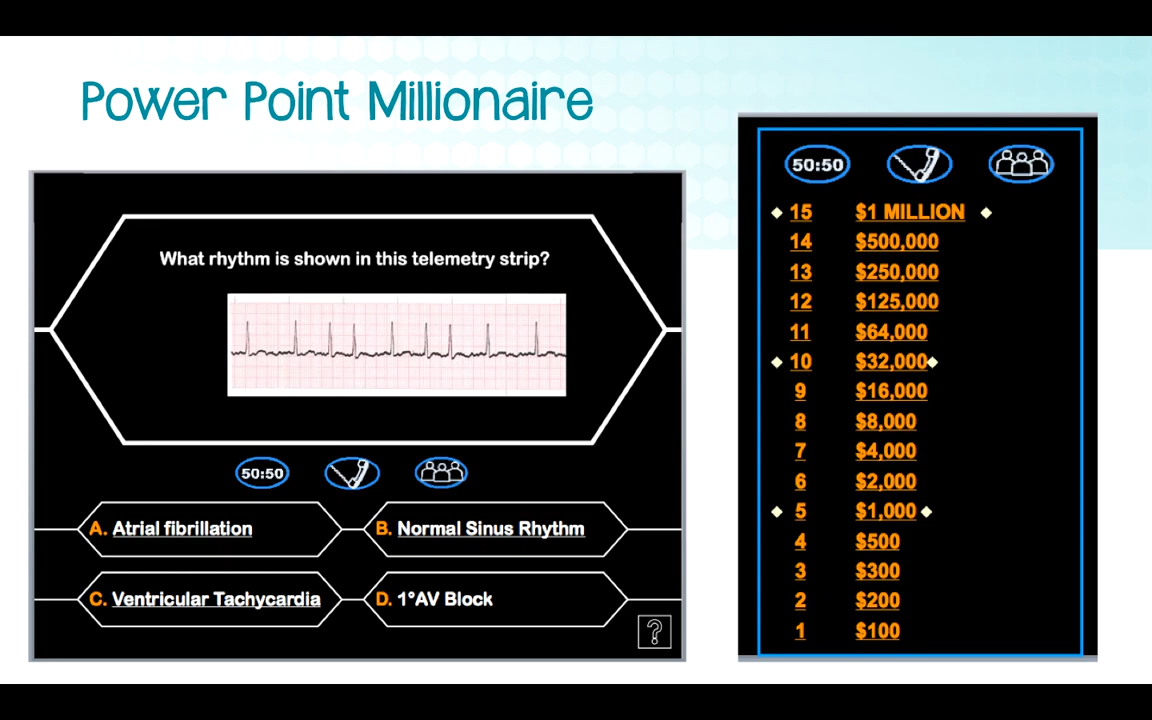 Power Point Millionaire
What rhythm is shown in this telemetry strip?
50:50
A. Atrial fibrillation
B. Normal Sinus Rhythm
C. Ventricular Tachycardia
D. 1°AV Block
?
50:50
15 $1 MILLION
14 $500,000
13 $250,000
12 $125,000
11 $64,000
10 $32,000
9 $16,000
8 $8,000
7 $4,000
6 $2,000
5 $1,000
4 $500
3 $300
2 $200
1 $100